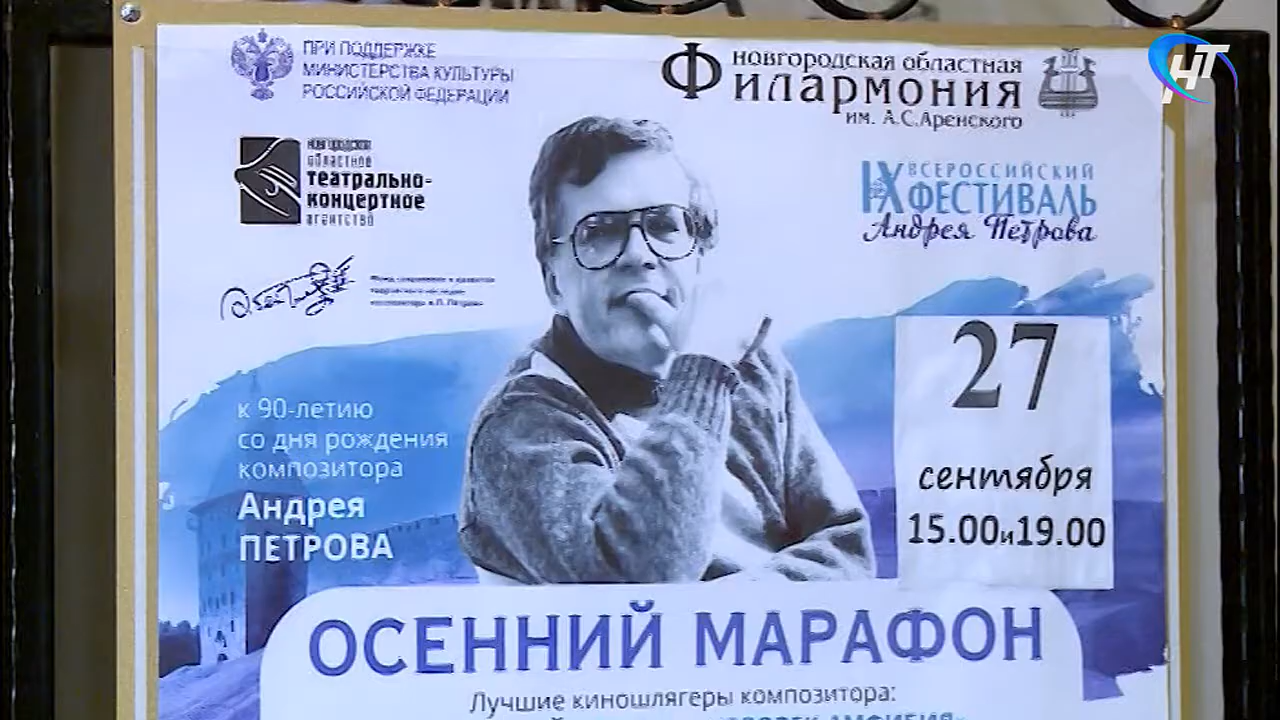 ПРИ ПОДДЕРЖКЕ
МИНИСТЕРСТВА КУЛЬТУРЫ
РОССИЙСКОЙ ФЕДЕРАЦИИ
НОВГОРОДСКАЯ ОБЛАСТНАЯ
ФИЛАРМОНИЯ
ИМ. А.С.АРЕНСКОГО
НТ
НОВГОРОДСКОЕ
ОБЛАСТНОЕ
ТЕАТРАЛЬНО-
КОНЦЕРТНОЕ
АГЕНТСТВО
IX ВСЕРОССИЙСКИЙ
ФЕСТИВАЛЬ
Андрея Петрова
27
сентября
15.00и19.00
к 90-летию
со дня рождения
композитора
Андрея
ПЕТРОВА
ОСЕННИЙ МАРАФОН
Лучшие киношлягеры композитора: